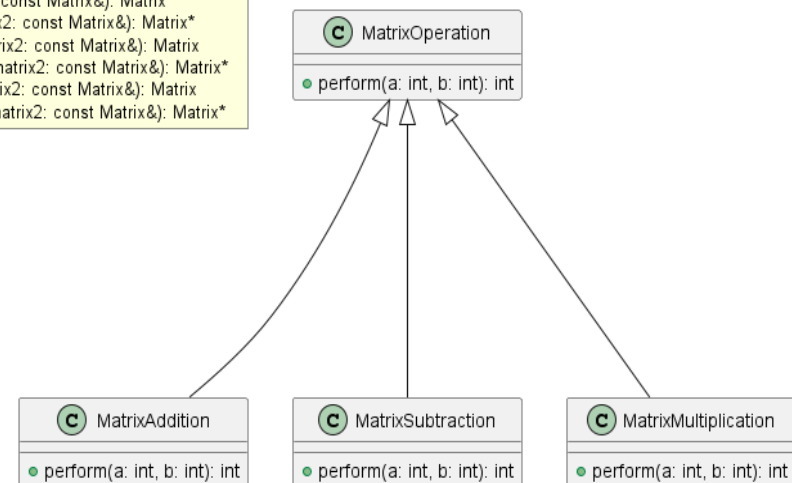 const Matrix&): Matrix
x2: const Matrix&): Matrix*
rix2: const Matrix&): Matrix
matrix2: const Matrix&): Matrix*
ix2: const Matrix&): Matrix
atrix2: const Matrix&): Matrix*
C MatrixOperation
perform(a: int, b: int): int
C MatrixAddition
perform(a: int, b: int): int
C MatrixSubtraction
perform(a: int, b: int): int
C MatrixMultiplication
perform(a: int, b: int): int